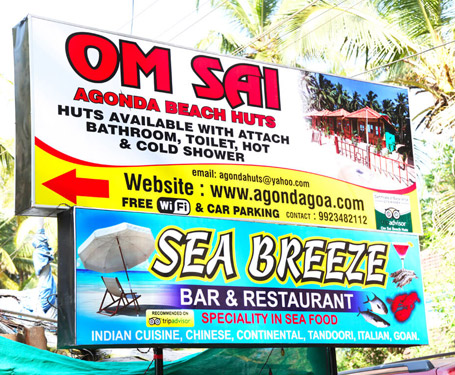 OM SAI
AGONDA BEACH HUTS
HUTS AVAILABLE WITH ATTACH
BATHROOM, TOILET, HOT
& COLD SHOWER
email: agondahuts@yahoo.com
Website : www.agondagoa.com
FREE WiFi & CAR PARKING CONTACT : 9923482112
advisor
SEA BREEZE
BAR & RESTAURANT
RECOMMENDED ON
tripadvisor
SPECIALITY IN SEA FOOD
INDIAN CUISINE, CHINESE, CONTINENTAL, TANDOORI, ITALIAN, GOAN.